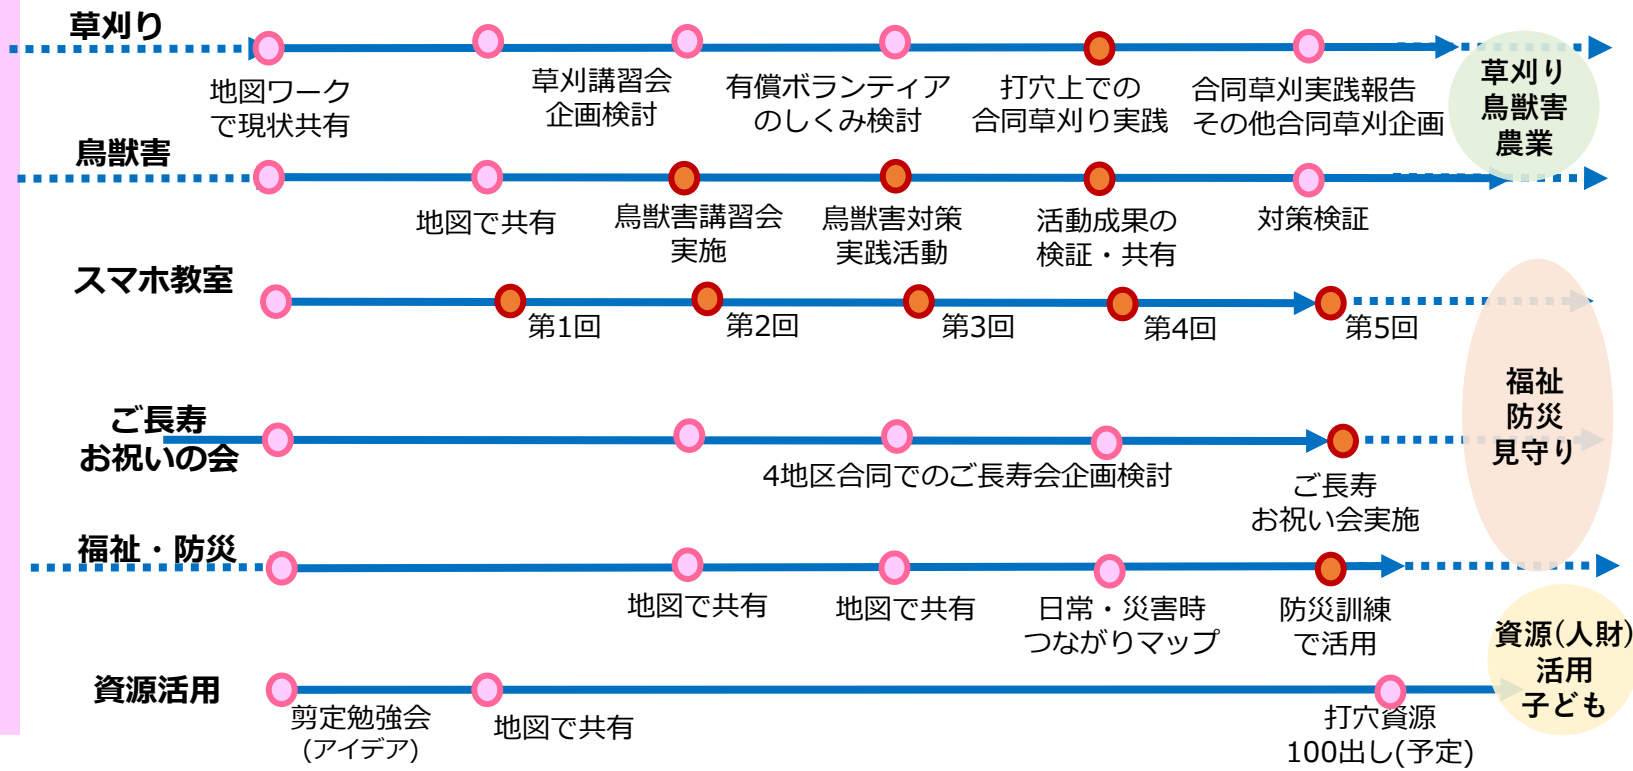 草刈り
地図ワーク
で現状共有
草刈講習会
企画検討
有償ボランティア
のしくみ検討
打穴上での
合同草刈り実践
合同草刈実践報告
その他合同草刈企画
草刈り
鳥獣害
農業
鳥獣害
地図で共有
鳥獣害講習会
実施
鳥獣害対策
実践活動
活動成果の
検証・共有
対策検証
スマホ教室
第1回
第2回
第3回
第4回
第5回
福祉
防災
見守り
ご長寿
お祝いの会
4地区合同でのご長寿会企画検討
ご長寿
お祝い会実施
福祉・防災
地図で共有
地図で共有
日常・災害時
つながりマップ
防災訓練
で活用
資源(人財)
活用
子ども
資源活用
剪定勉強会
(アイデア)
地図で共有
打穴資源
100出し(予定)